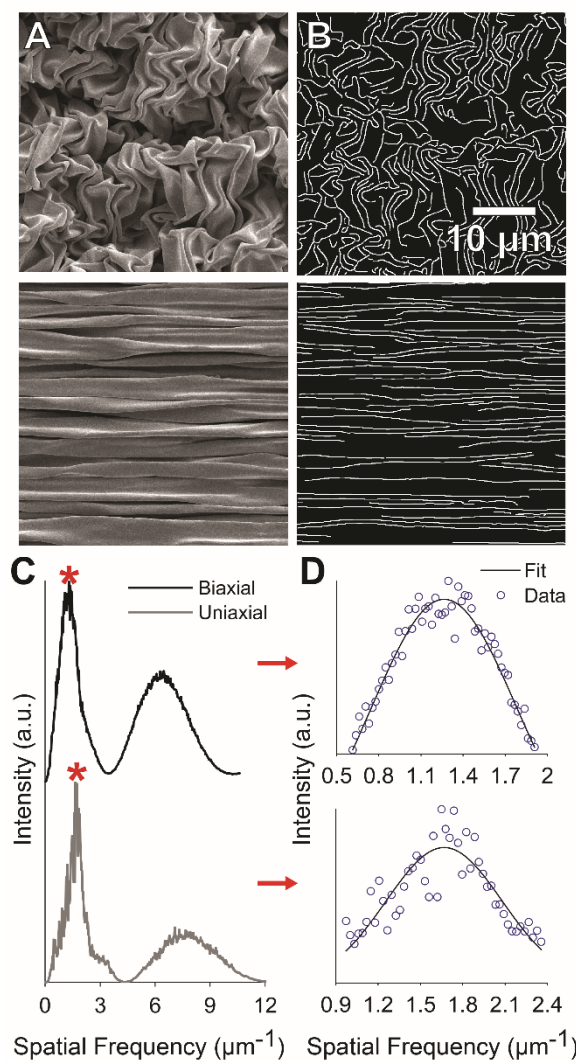 A
B
10 µm
C
D
Biaxial
Uniaxial
Fit
Data
Intensity (a.u.)
Intensity (a.u.)
0.5 0.8 1.1 1.4 1.7 2
0 3 6 9 12
0.9 1.2 1.5 1.8 2.1 2.4
Spatial Frequency (µm-1)
Spatial Frequency (µm-1)